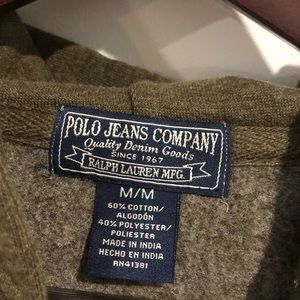 POLO JEANS COMPANY
Quality Denim Goods
SINCE 1967
RALPH LAUREN MFG.
M/M
60% COTTON/
ALGODÓN
40% POLYESTER/
POLIESTER
MADE IN INDIA
HECHO EN INDIA
RN41381